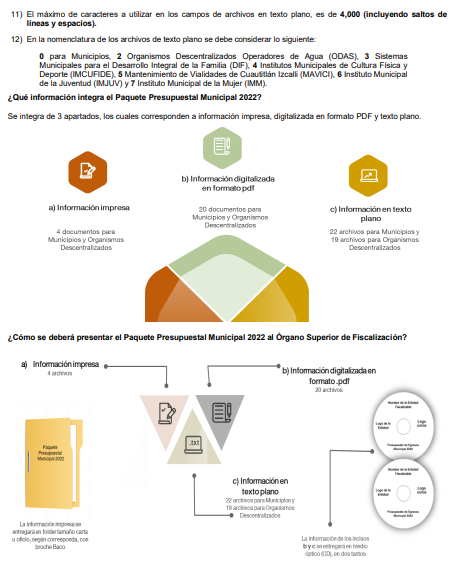 11) El máximo de caracteres a utilizar en los campos de archivos en texto plano, es de 4,000 (incluyendo saltos de
líneas y espacios).
12) En la nomenclatura de los archivos de texto plano se debe considerar lo siguiente:
0 para Municipios, 2 Organismos Descentralizados Operadores de Agua (ODAS), 3 Sistemas
Municipales para el Desarrollo Integral de la Familia (DIF), 4 Institutos Municipales de Cultura Física y
Deporte (IMCUFIDE), 5 Mantenimiento de Vialidades de Cuautitlán Izcalli (MAVICI), 6 Instituto Municipal
de la Juventud (IMJUV) y 7 Instituto Municipal de la Mujer (IMM).
¿Qué información integra el Paquete Presupuestal Municipal 2022?
Se integra de 3 apartados, los cuales corresponden a información impresa, digitalizada en formato PDF y texto plano.
a) Información impresa
4 documentos para
Municipios y Organismos
Descentralizados
b) Información digitalizada
en formato pdf
20 documentos para
Municipios y Organismos
Descentralizados
c) Información en texto
plano
22 archivos para Municipios y
19 archivos para Organismos
Descentralizados
¿Cómo se deberá presentar el Paquete Presupuestal Municipal 2022 al Órgano Superior de Fiscalización?
a) Información impresa
4 archivos
b) Información digitalizada en
formato .pdf
20 archivos
.txt
c) Información en
texto plano
22 archivos para Municipios y
19 archivos para Organismos
Descentralizados
Paquete
Presupuestal
Municipal 2022
La información impresa se
entregará en folder tamaño carta
u oficio, según corresponda, con
broche Baco
Nombre de la Entidad
Fiscalizable
Logo de la
Entidad
Logo
Presupuesto de Egresos
Municipal 2022
Nombre de la Entidad
Fiscalizable
Logo de la
Entidad
Logo
Presupuesto de Egresos
Municipal 2022
La información de los incisos
b y c se entregará en medio
óptico (CD), en dos tantos